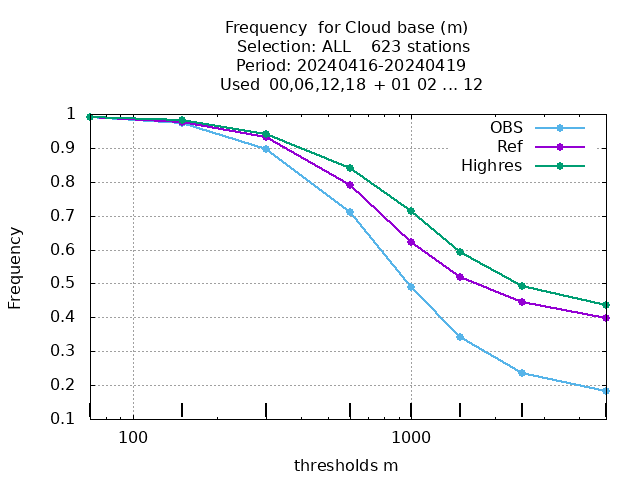 Frequency  for Cloud base (m)
Selection: ALL    623 stations
Period: 20240416-20240419
Used  00,06,12,18  + 01 02 ... 12
OBS
Ref
Highres
1
0.9
0.8
0.7
0.6
0.5
0.4
0.3
0.2
0.1
Frequency
100
1000
thresholds m